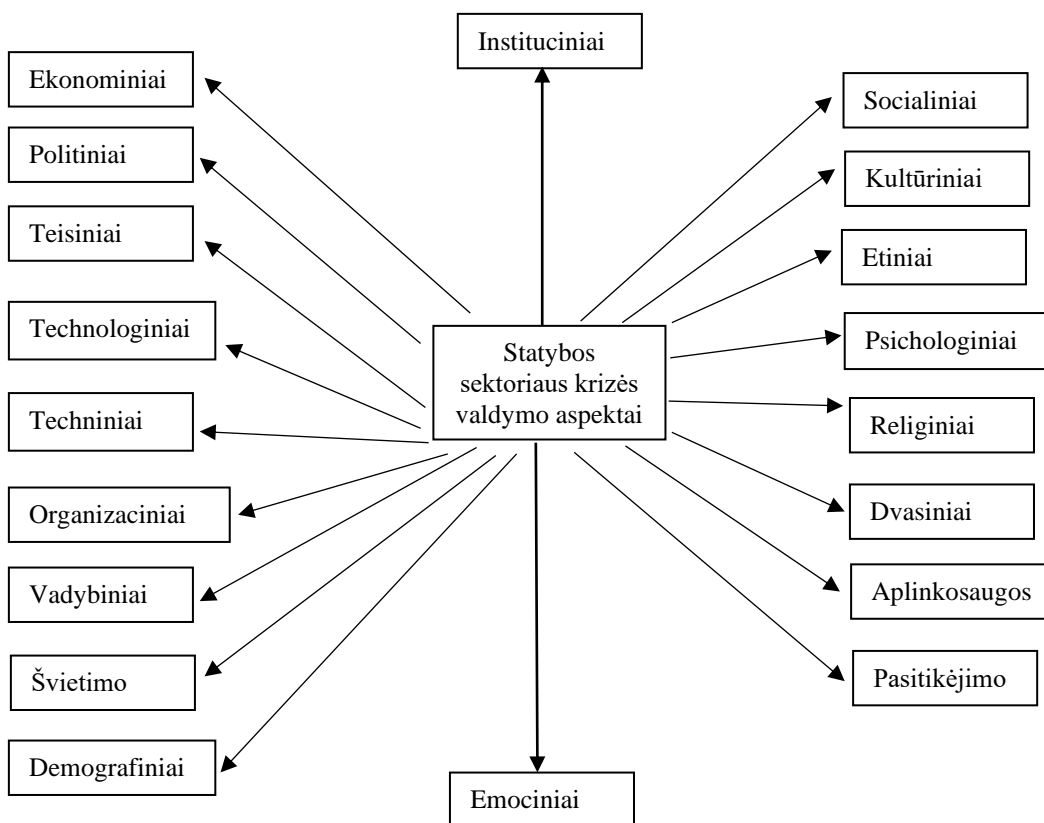 Instituciniai
Ekonominiai
Politiniai
Teisiniai
Technologiniai
Techniniai
Organizaciniai
Vadybiniai
Švietimo
Demografiniai
Statybos
sektoriaus krizės
valdymo aspektai
Socialiniai
Kultūriniai
Etiniai
Psichologiniai
Religiniai
Dvasiniai
Aplinkosaugos
Pasitikėjimo
Emociniai